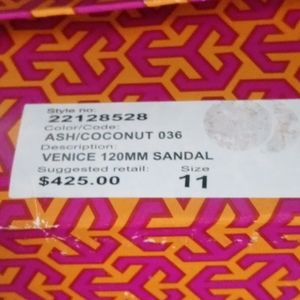 Style no:
22128528
Color/Code:
ASH/COCONUT 036
Description:
VENICE 120MM SANDAL
Suggested retail: Size
$425.00 11